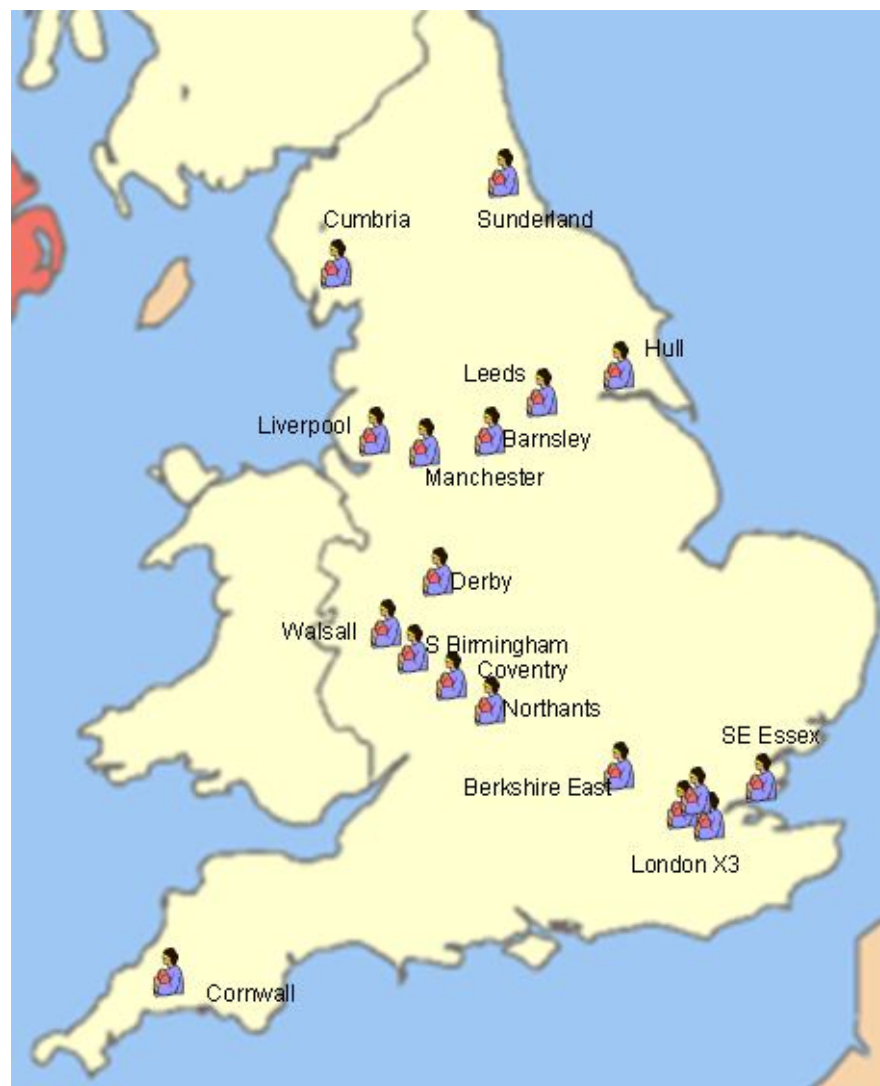 Cumbria
Sunderland
Hull
Leeds
Liverpool
Barnsley
Manchester
Derby
Walsall
S Birmingham
Coventry
Northants
SE Essex
Berkshire East
London X3
Cornwall